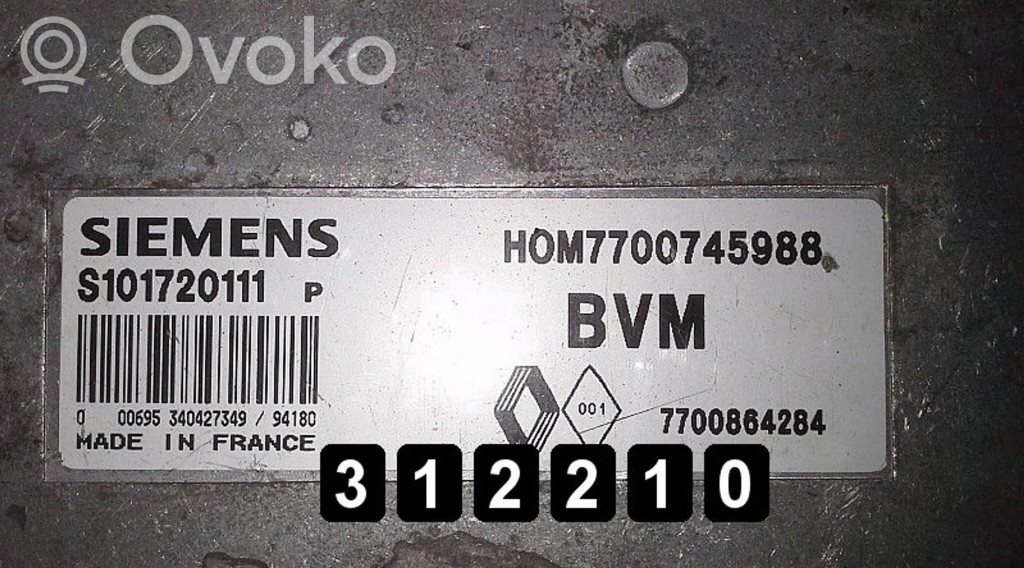 Ovoko
SIEMENS
HOM7700745988
S101720111 P
BVM
001
7700864284
0 00695 340427349 / 94180
MADE IN FRANCE
312210